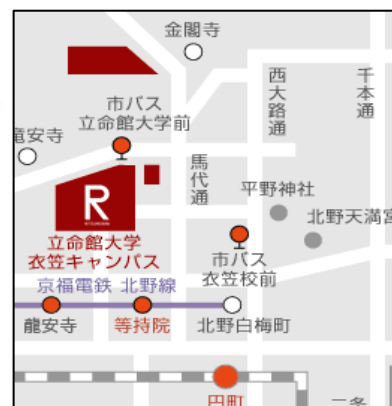 金閣寺
西大路通
千本通
市バス
立命館大学前
竜安寺
馬代通
R
平野神社
北野天満宮
立命館大学
衣笠キャンパス
市バス
衣笠校前
京福電鉄 北野線
龍安寺
等持院
北野白梅町
円町
二条